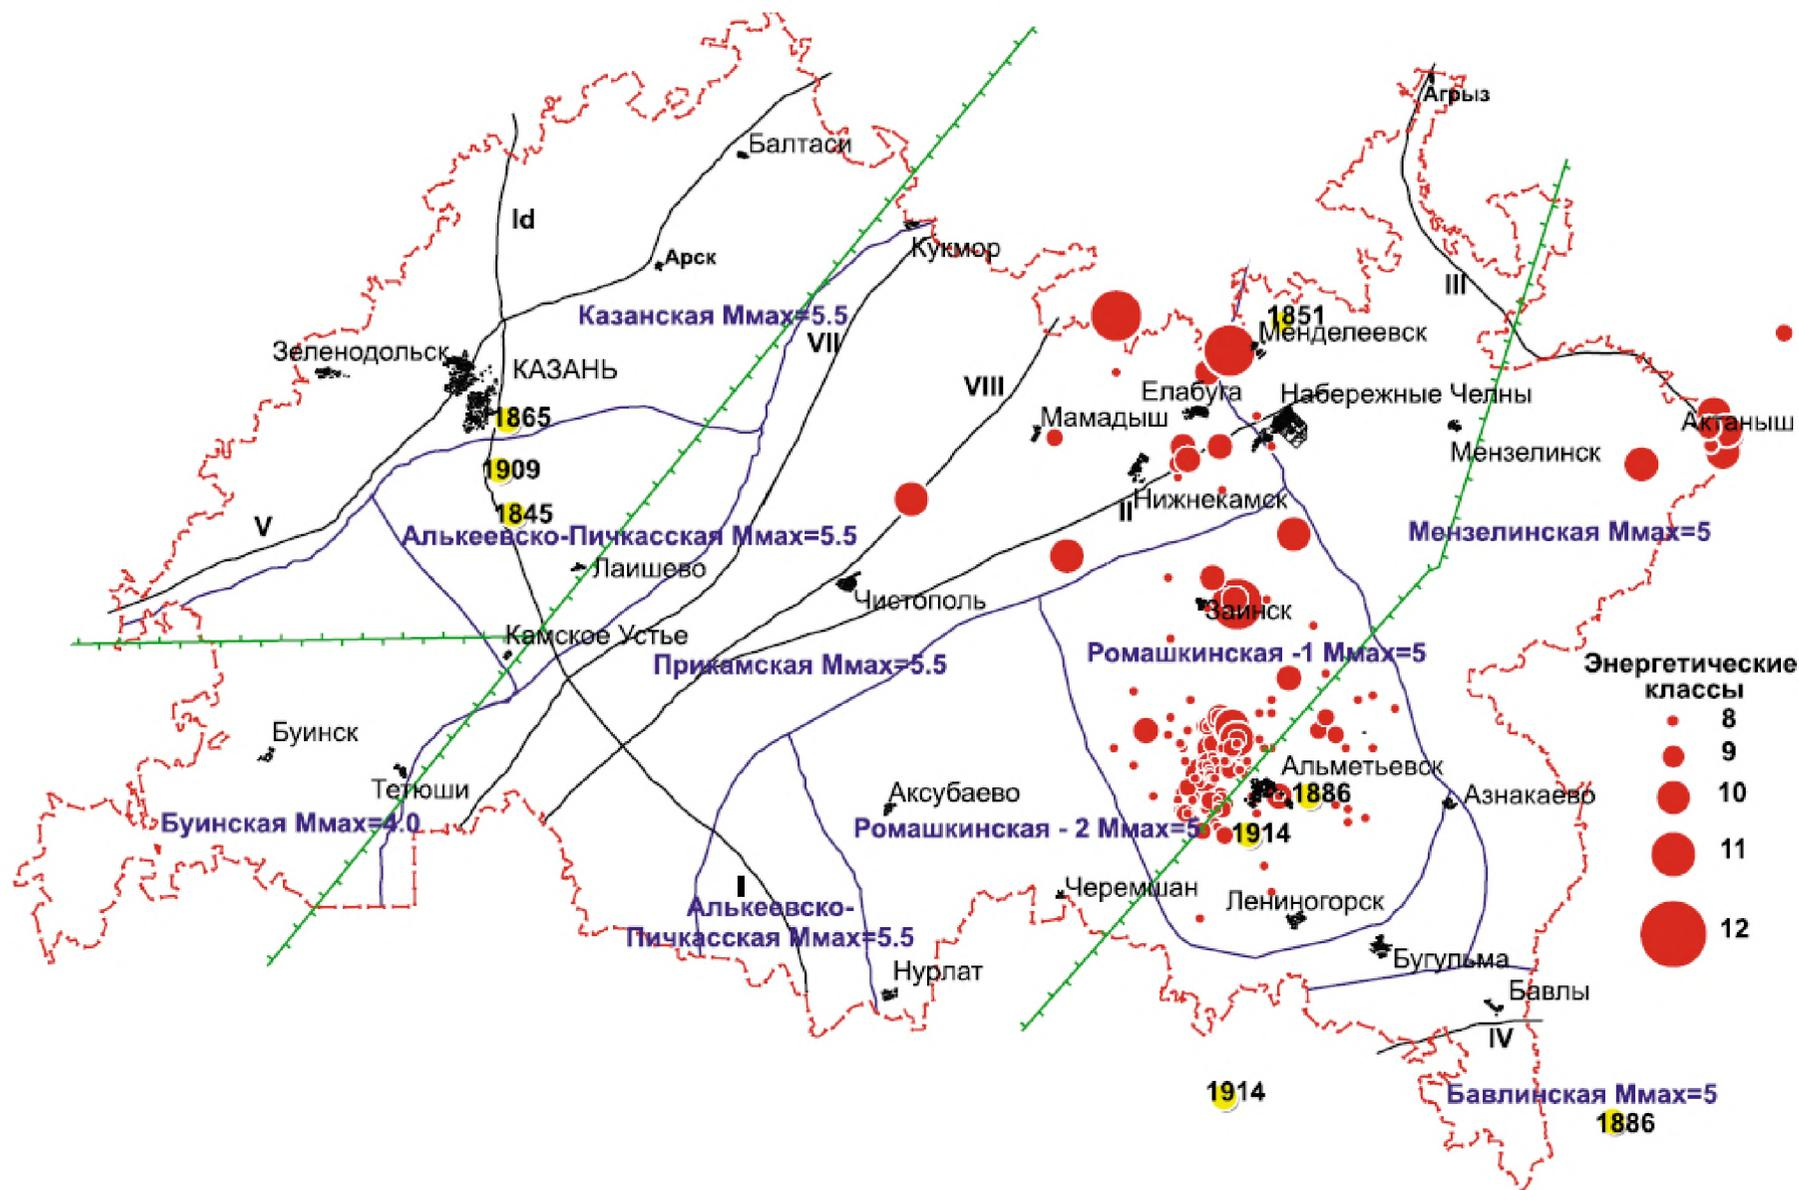 Агрыз
Балтаси
Id
Кукмор
Арск
III
Казанская Ммах=5.5
1851
Менделеевск
VII
Зеленодольск
КАЗАНЬ
VIII
Елабуга
Набережные Челны
1865
Мамадыш
Актаныш
Мензелинск
1909
Нижнекамск
1845
II
V
Алькеевско-Пичкасская Ммах=5.5
Мензелинская Ммах=5
Лаишево
Чистополь
Заинск
Камское Устье
Прикамская Ммах=5.5
Ромашкинская -1 Ммах=5
Энергетические
классы
8
9
10
11
12
Буинск
Тетюши
Альметьевск
1886
Аксубаево
Азнакаево
Буинская Ммах=4.0
Ромашкинская - 2 Ммах=5
1914
I
Черемшан
Лениногорск
Алькеевско-
Пичкасская Ммах=5.5
Бугульма
Нурлат
Бавлы
IV
1914
Бавлинская Ммах=5
1886